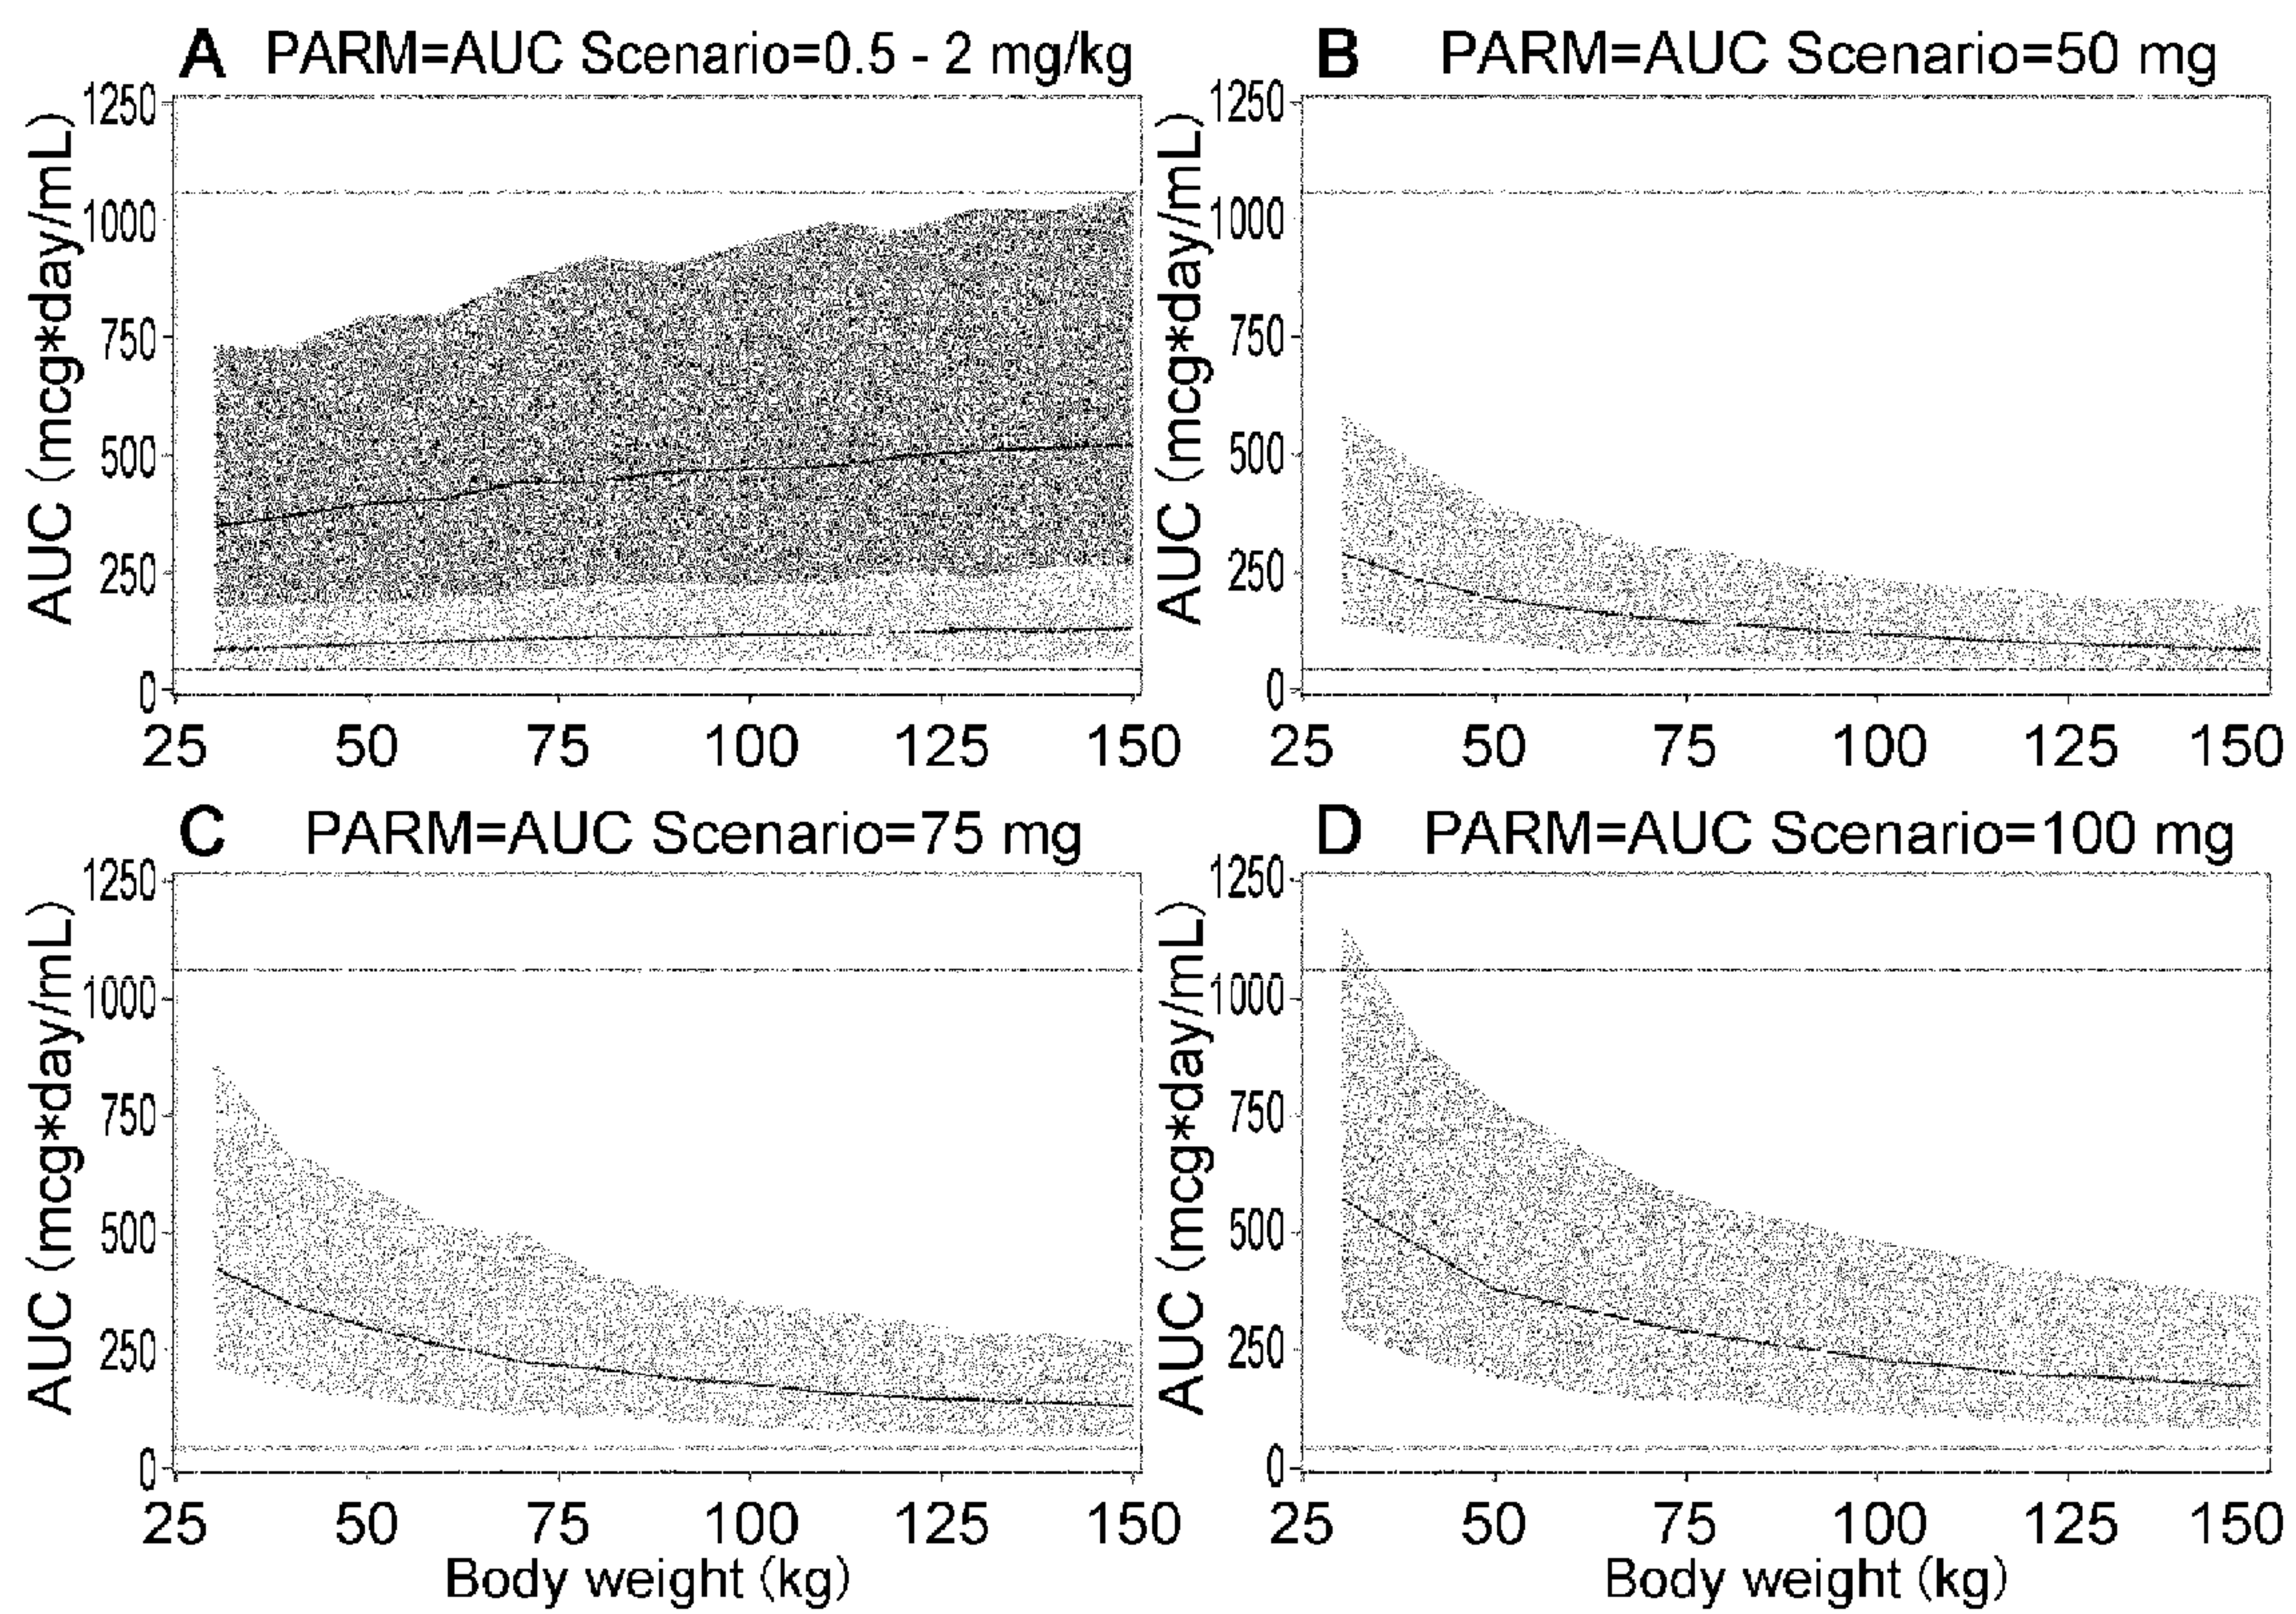 A PARM=AUC Scenario=0.5 - 2 mg/kg
AUC (mcg*day/mL)
1250
1000
750
500
250
0
25 50 75 100 125 150
B PARM=AUC Scenario=50 mg
AUC (mcg*day/mL)
1250
1000
750
500
250
0
25 50 75 100 125 150
C PARM=AUC Scenario=75 mg
AUC (mcg*day/mL)
1250
1000
750
500
250
0
25 50 75 100 125 150
Body weight (kg)
D PARM=AUC Scenario=100 mg
AUC (mcg*day/mL)
1250
1000
750
500
250
0
25 50 75 100 125 150
Body weight (kg)